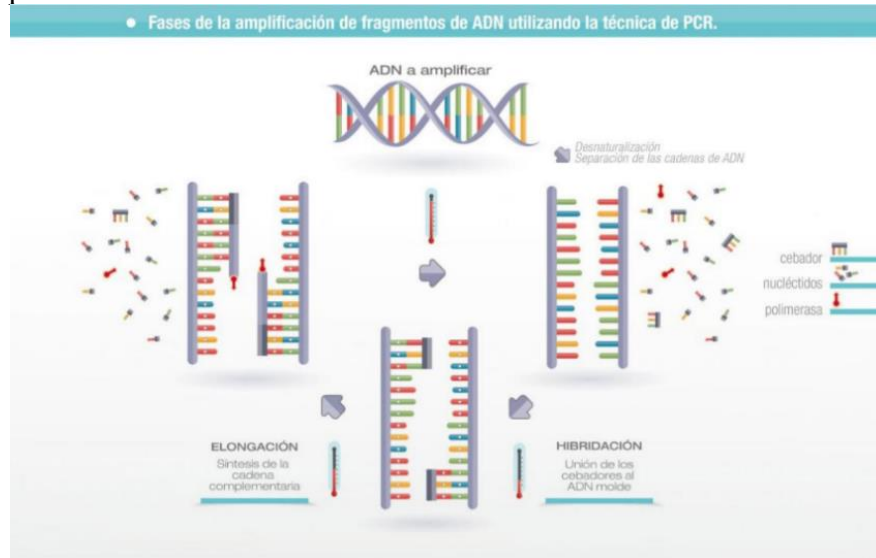 ● Fases de la amplificación de fragmentos de ADN utilizando la técnica de PCR.
ADN a amplificar
Desnaturalización
Separación de las cadenas de ADN
cebador
nucléctidos
polimerasa
ELONGACIÓN
Síntesis de la
cadena
complementaria
HIBRIDACIÓN
Unión de los
cebadores al
ADN molde